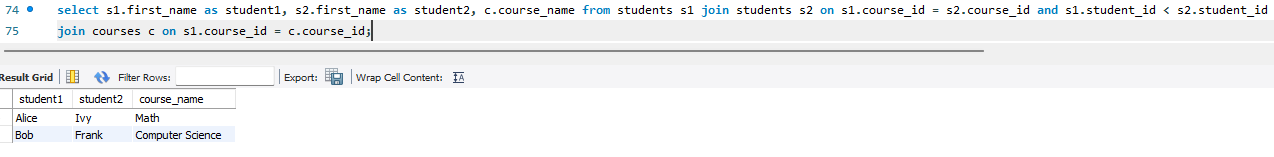 74 select s1.first_name as student1, s2.first_name as student2, c.course_name from students s1 join students s2 on s1.course_id = s2.course_id and s1.student_id < s2.student_id
75 join courses c on s1.course_id = c.course_id;
Result Grid Filter Rows: Export: Wrap Cell Content:
student1 student2 course_name
Alice Ivy Math
Bob Frank Computer Science